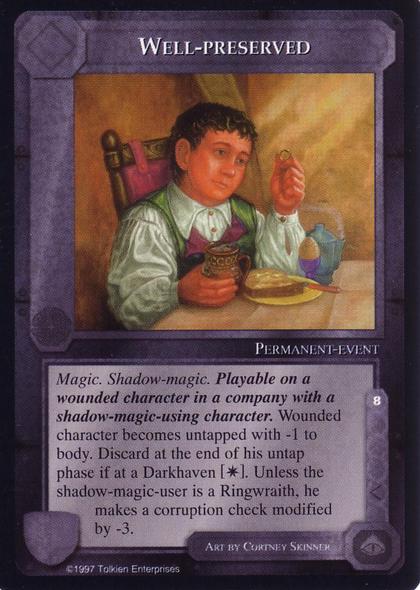 Well-preserved
Permanent-event
Magic. Shadow-magic. Playable on a
wounded character in a company with a
shadow-magic-using character. Wounded
character becomes untapped with -1 to
body. Discard at the end of his untap
phase if at a Darkhaven [✷]. Unless the
shadow-magic-user is a Ringwraith, he
makes a corruption check modified
by -3.
8
Art by Cortney Skinner
©1997 Tolkien Enterprises